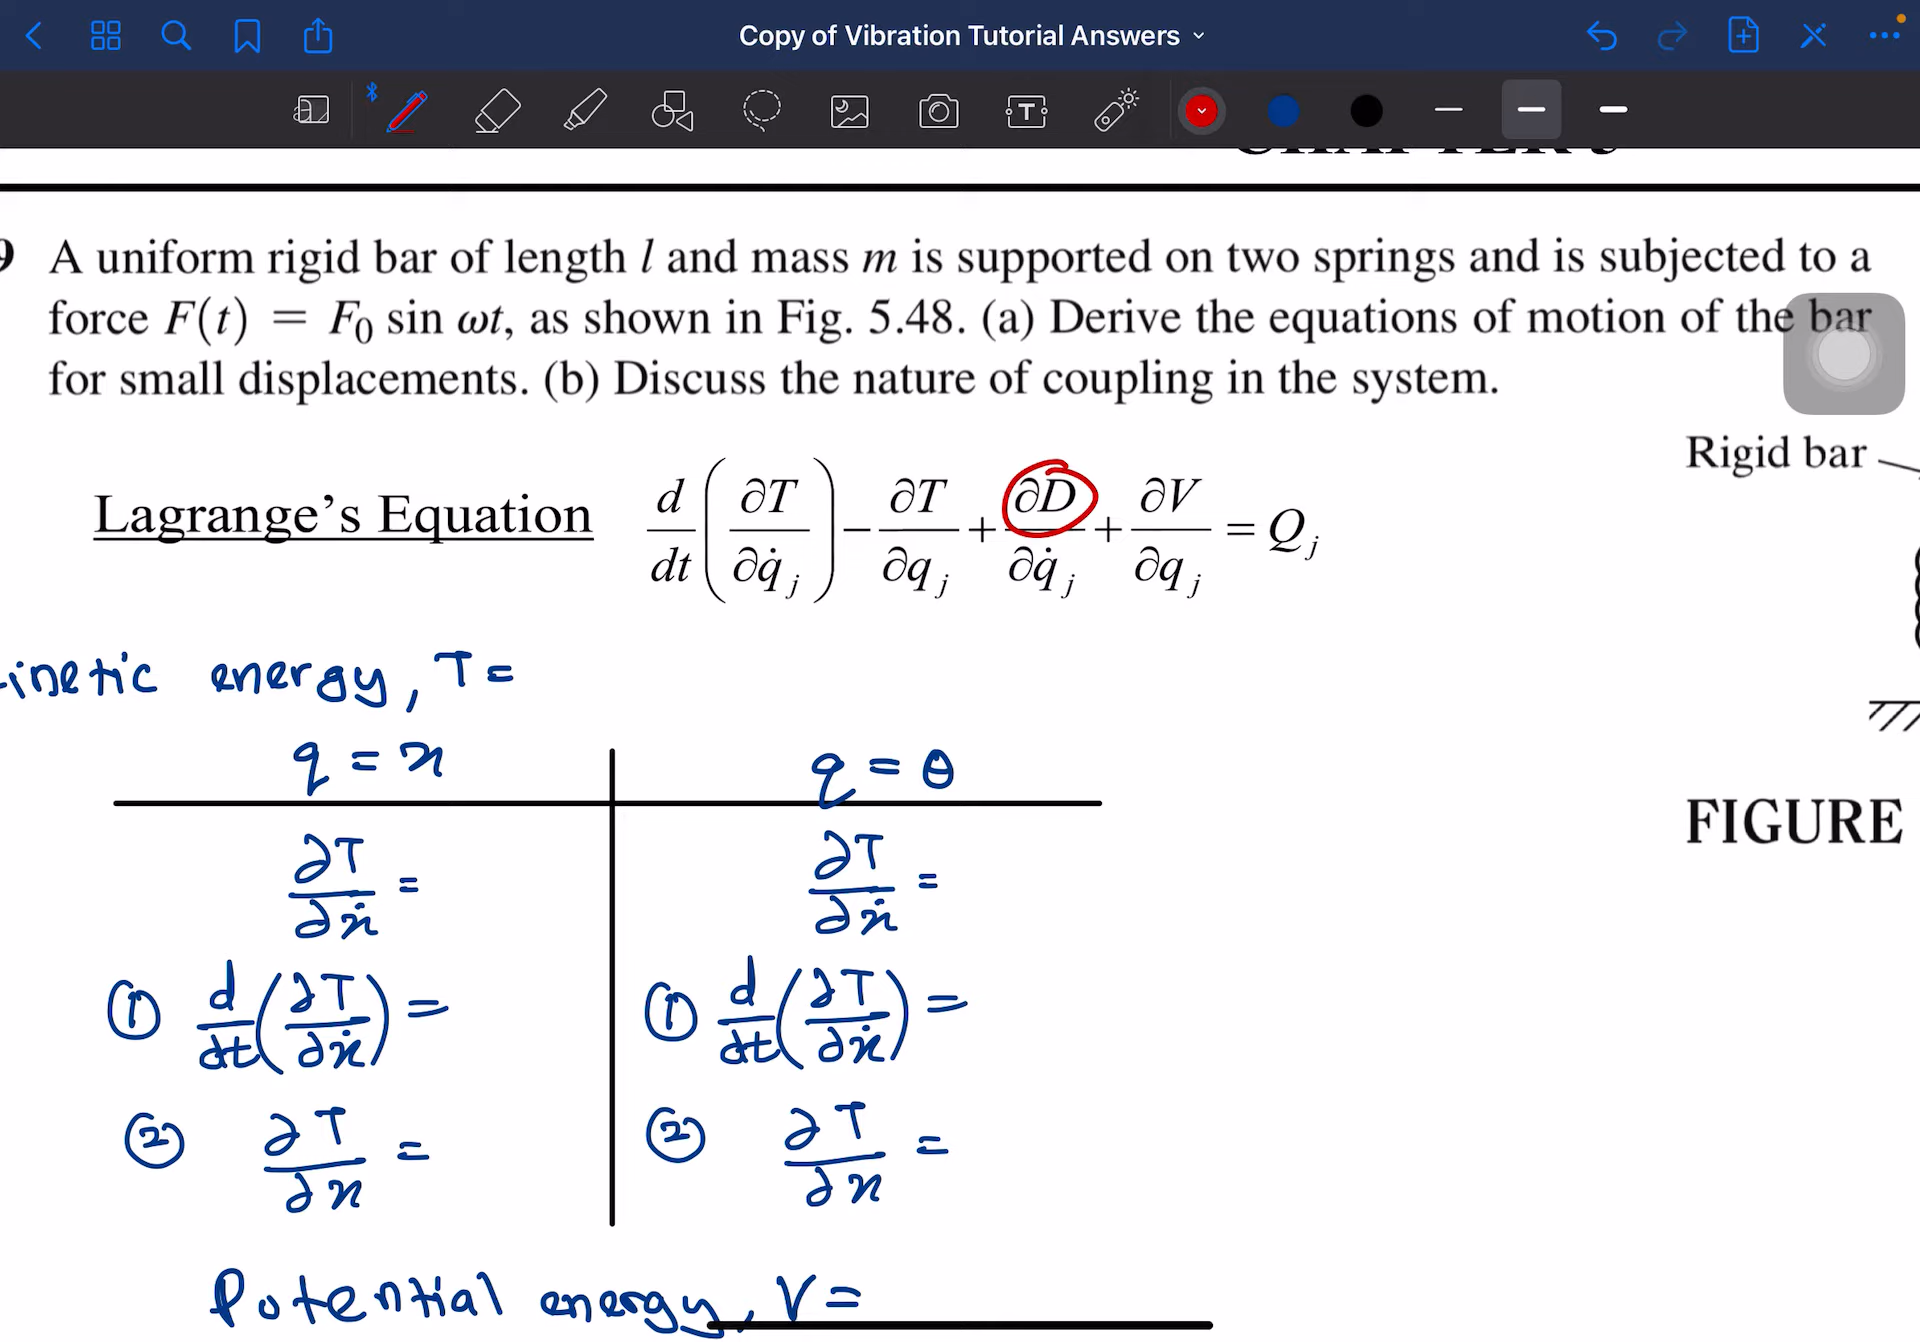 Copy of Vibration Tutorial Answers
9 A uniform rigid bar of length l and mass m is supported on two springs and is subjected to a
force F(t) = F₀ sin ωt, as shown in Fig. 5.48. (a) Derive the equations of motion of the bar
for small displacements. (b) Discuss the nature of coupling in the system.
Rigid bar
Lagrange's Equation d/dt (∂T/∂q̇ⱼ) − ∂T/∂qⱼ + ∂D/∂q̇ⱼ + ∂V/∂qⱼ = Qⱼ
inetic energy, T =
q = x
q = θ
FIGURE
∂T/∂ẋ =
∂T/∂ẋ =
① d/dt (∂T/∂ẋ) =
① d/dt (∂T/∂ẋ) =
② ∂T/∂x =
② ∂T/∂x =
Potential energy, V =